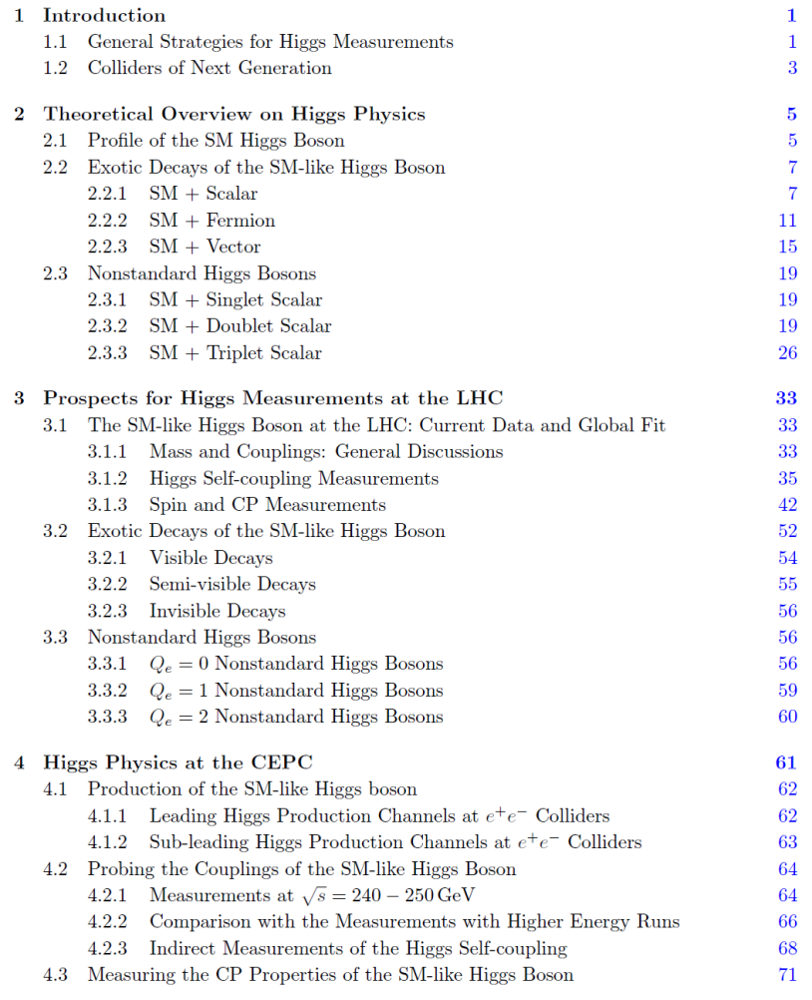 1 Introduction 1
1.1 General Strategies for Higgs Measurements 1
1.2 Colliders of Next Generation 3
2 Theoretical Overview on Higgs Physics 5
2.1 Profile of the SM Higgs Boson 5
2.2 Exotic Decays of the SM-like Higgs Boson 7
2.2.1 SM + Scalar 7
2.2.2 SM + Fermion 11
2.2.3 SM + Vector 15
2.3 Nonstandard Higgs Bosons 19
2.3.1 SM + Singlet Scalar 19
2.3.2 SM + Doublet Scalar 19
2.3.3 SM + Triplet Scalar 26
3 Prospects for Higgs Measurements at the LHC 33
3.1 The SM-like Higgs Boson at the LHC: Current Data and Global Fit 33
3.1.1 Mass and Couplings: General Discussions 33
3.1.2 Higgs Self-coupling Measurements 35
3.1.3 Spin and CP Measurements 42
3.2 Exotic Decays of the SM-like Higgs Boson 52
3.2.1 Visible Decays 54
3.2.2 Semi-visible Decays 55
3.2.3 Invisible Decays 56
3.3 Nonstandard Higgs Bosons 56
3.3.1 Qₑ = 0 Nonstandard Higgs Bosons 56
3.3.2 Qₑ = 1 Nonstandard Higgs Bosons 59
3.3.3 Qₑ = 2 Nonstandard Higgs Bosons 60
4 Higgs Physics at the CEPC 61
4.1 Production of the SM-like Higgs boson 62
4.1.1 Leading Higgs Production Channels at e⁺e⁻ Colliders 62
4.1.2 Sub-leading Higgs Production Channels at e⁺e⁻ Colliders 63
4.2 Probing the Couplings of the SM-like Higgs Boson 64
4.2.1 Measurements at √s = 240 − 250 GeV 64
4.2.2 Comparison with the Measurements with Higher Energy Runs 66
4.2.3 Indirect Measurements of the Higgs Self-coupling 68
4.3 Measuring the CP Properties of the SM-like Higgs Boson 71